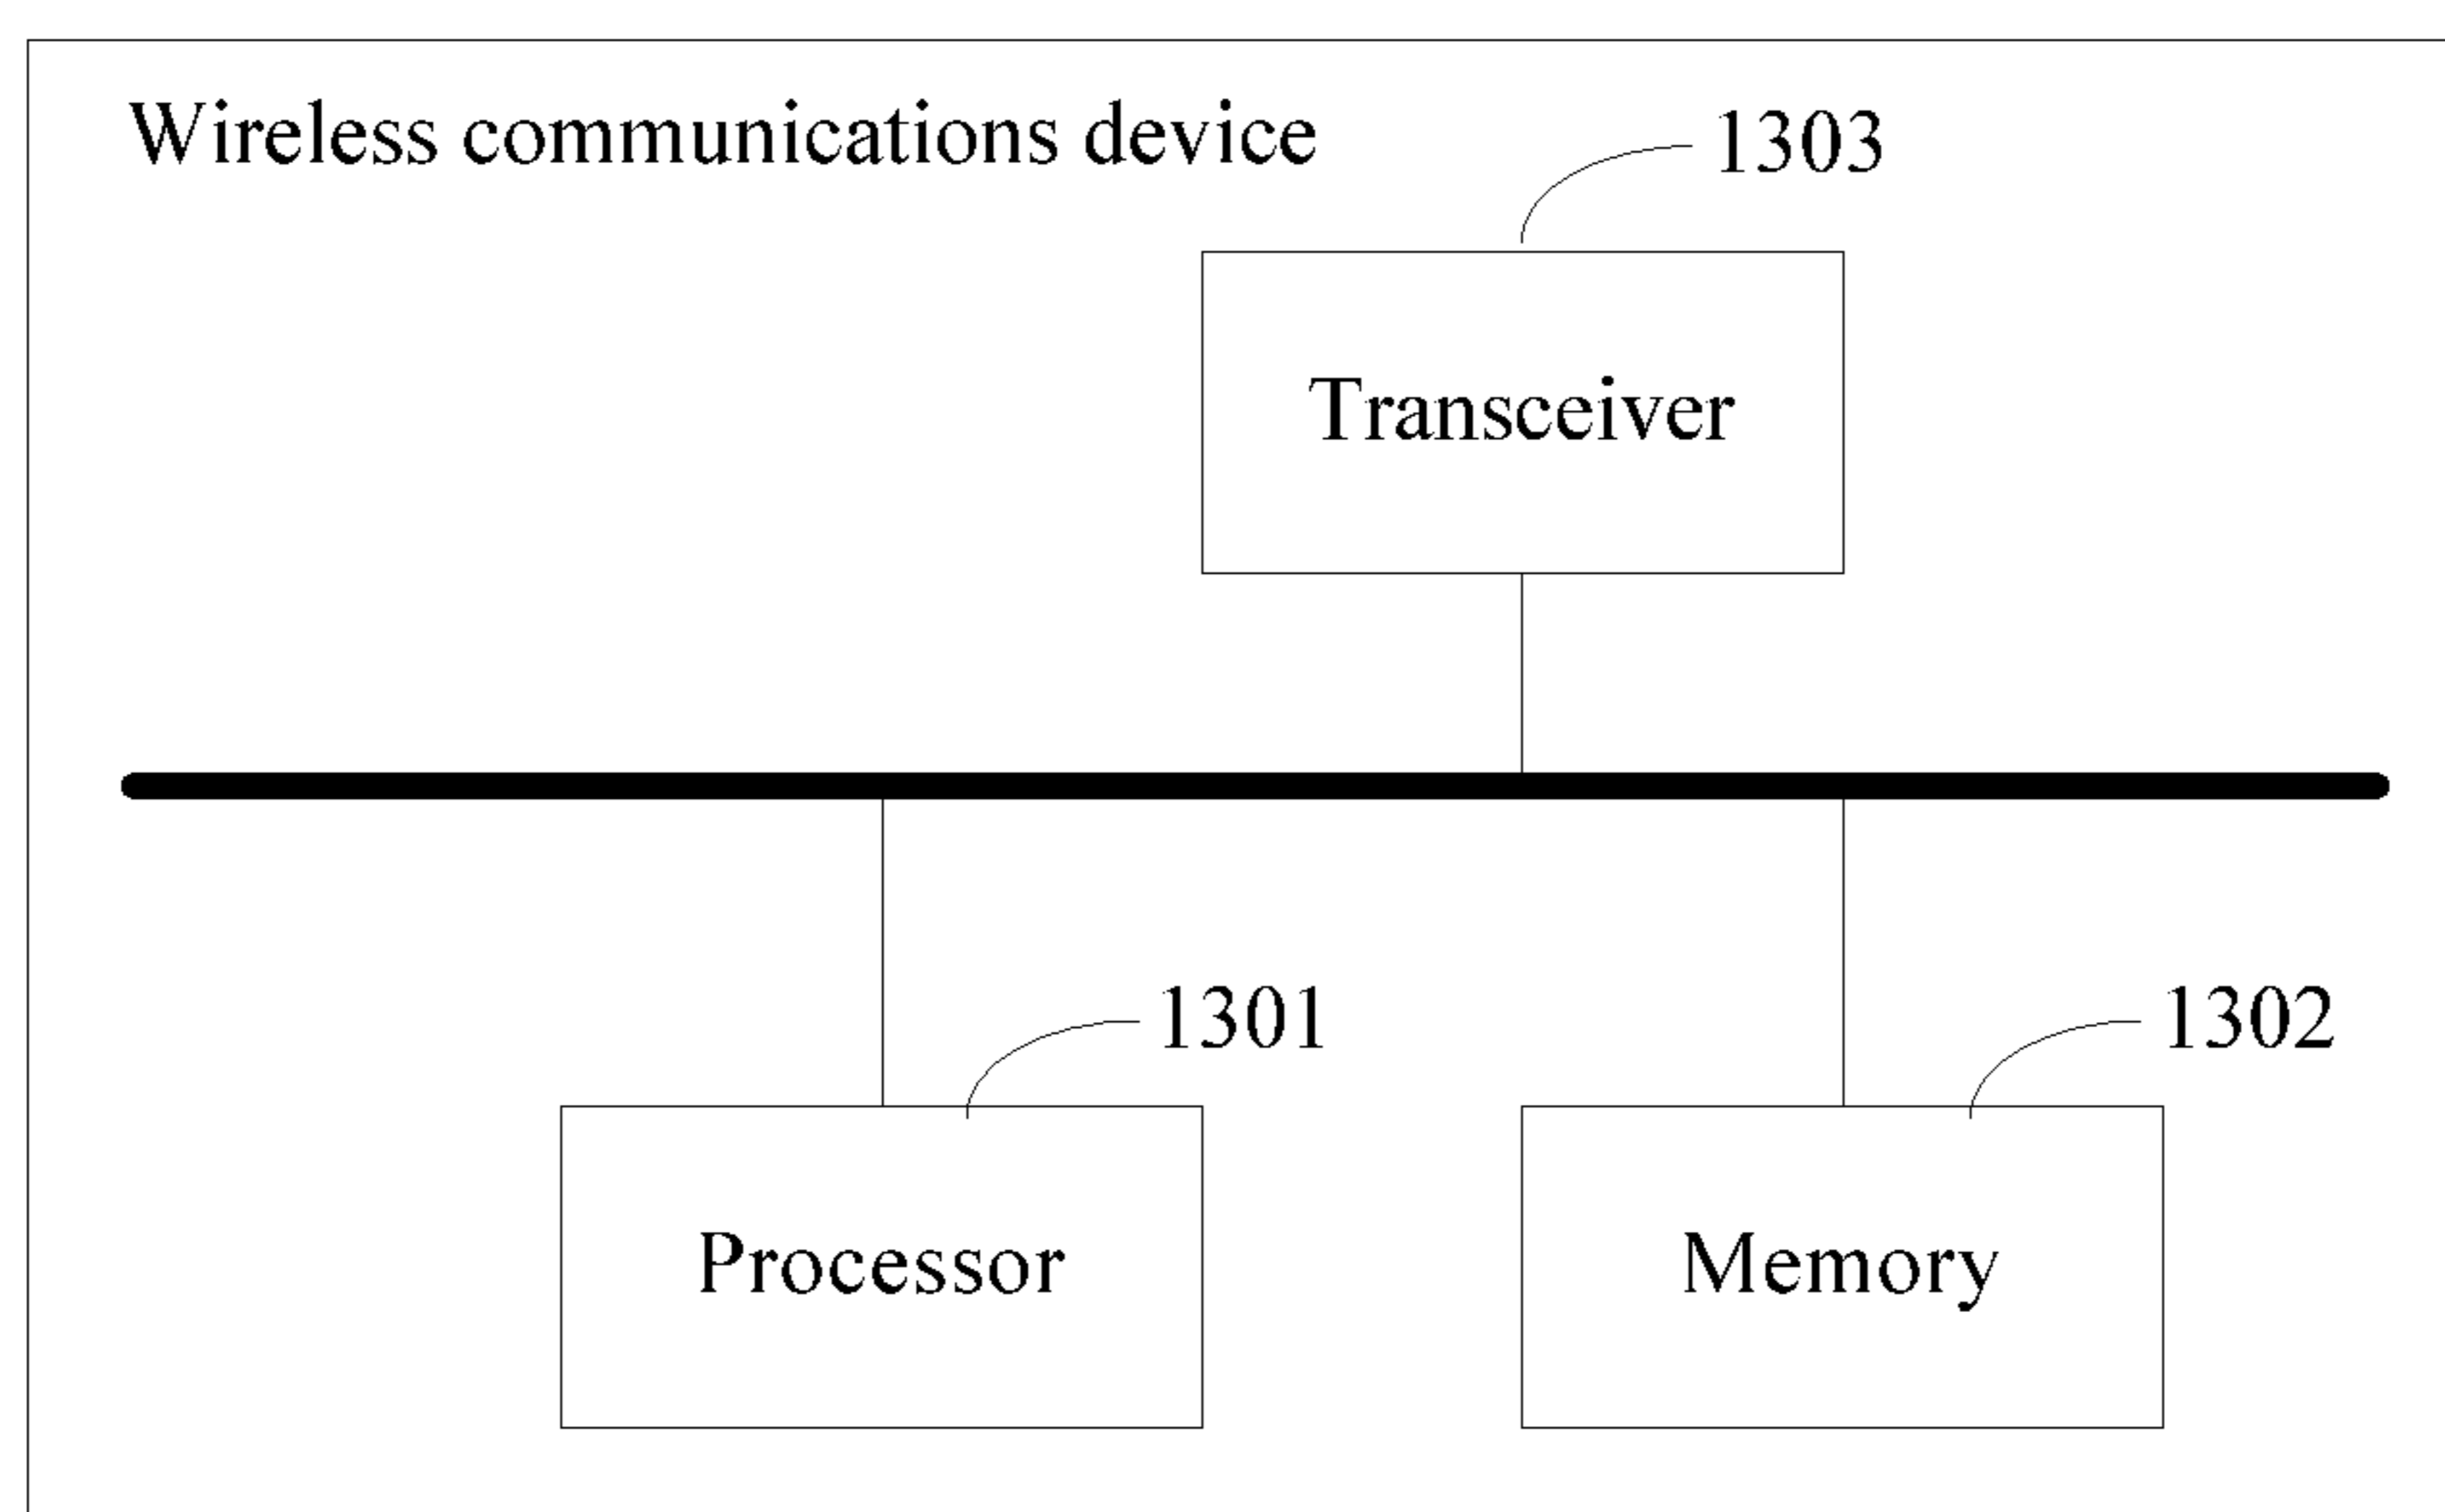 Wireless communications device
1303
Transceiver
1301
1302
Processor
Memory